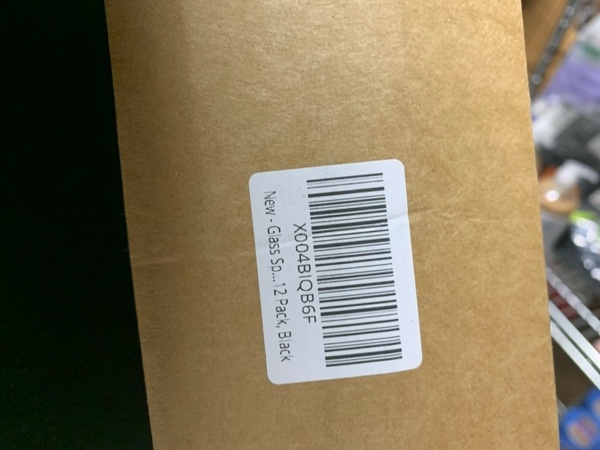 X004BIQB6F
New - Glass Sp... 12 Pack, Black